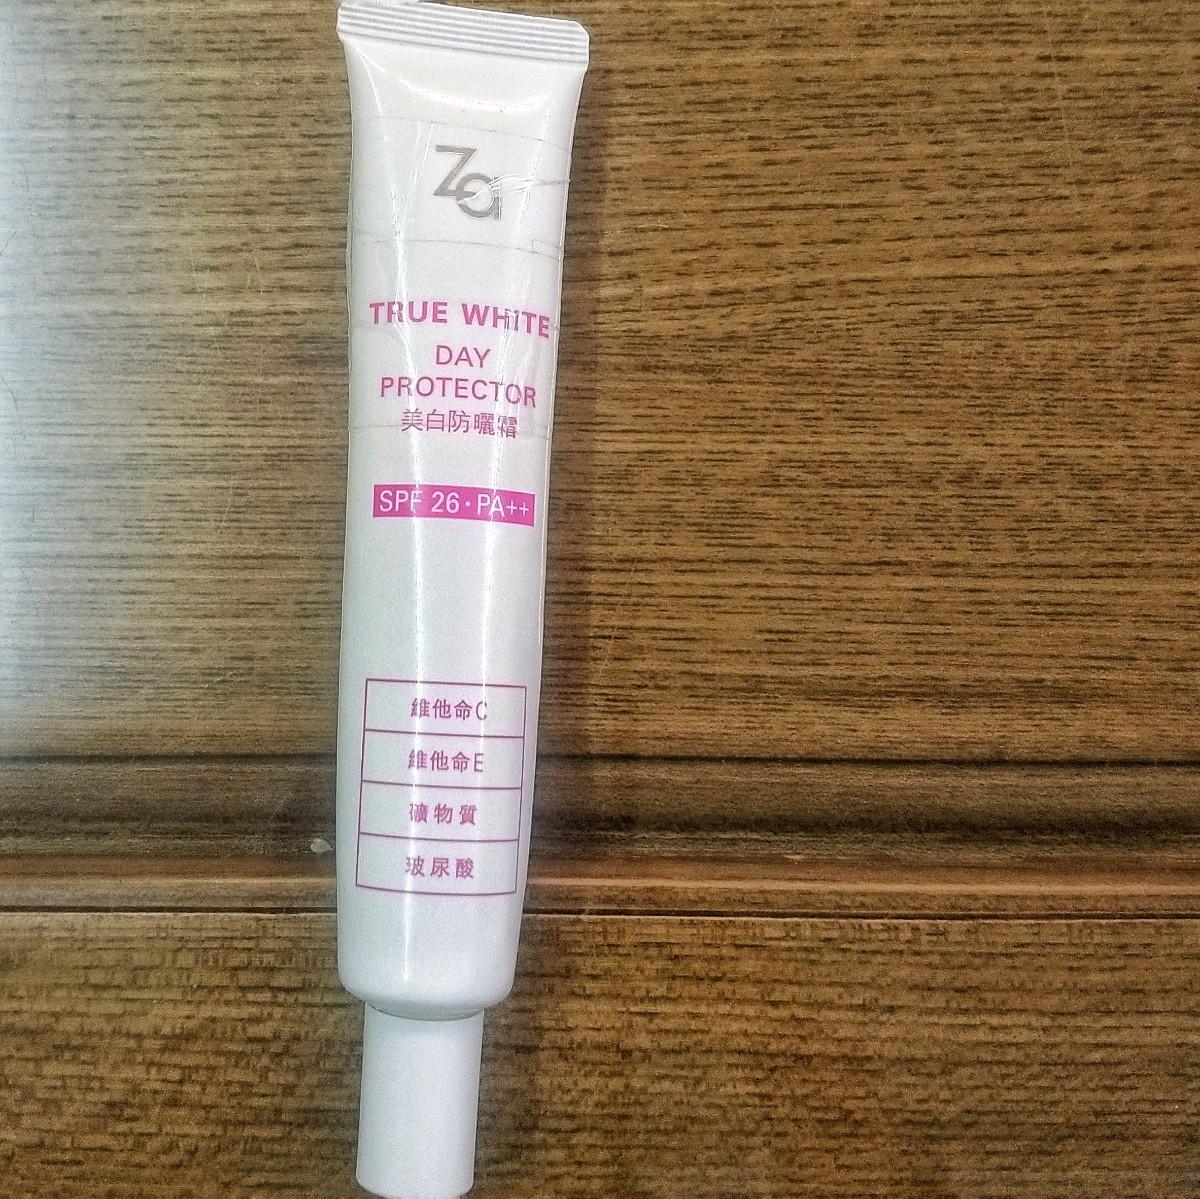 Za
TRUE WHITE
DAY
PROTECTOR
美白防曬霜
SPF 26·PA++
維他命C
維他命E
礦物質
玻尿酸